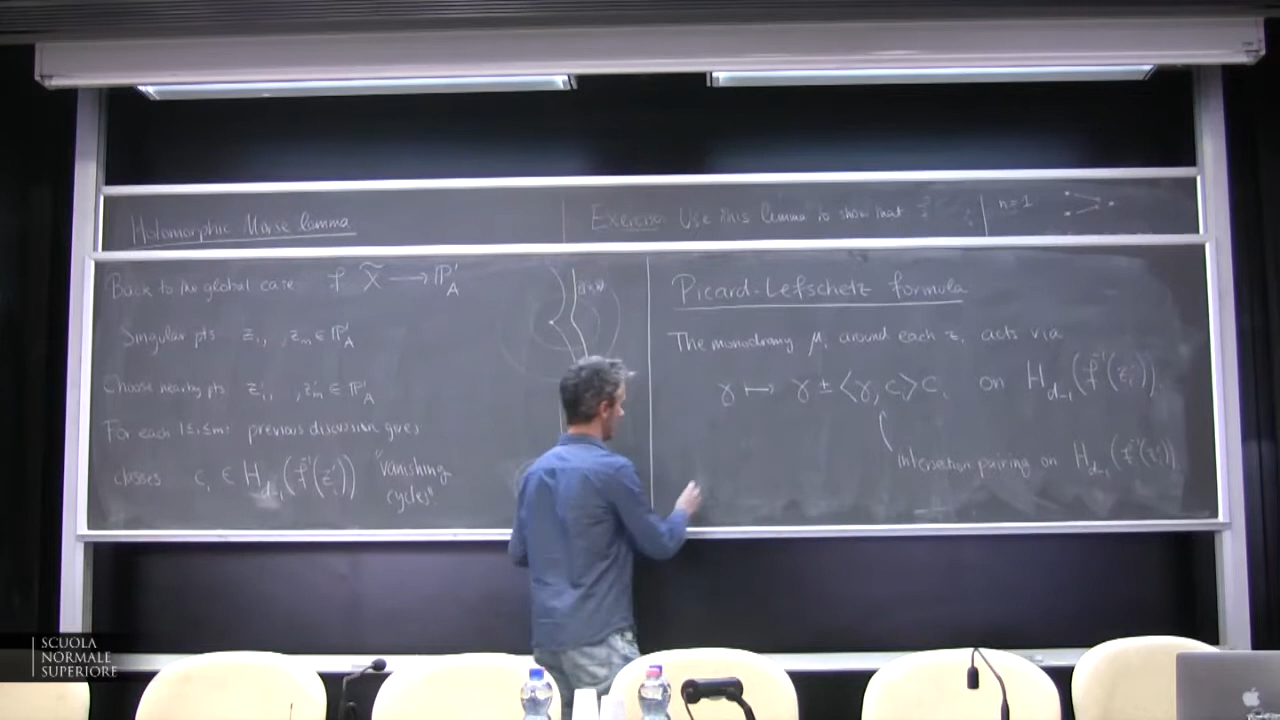 Holomorphic Morse lemma
Exercise: Use this lemma to show that
n=1
Back to the global case f X̃ → P¹_A
Singular pts z₁, , z_m ∈ P¹_A
Choose nearby pts z'₁, , z'_m ∈ P¹_A
For each 1≤i≤m: previous discussion gives
classes c_i ∈ H_{d-1}(f⁻¹(z'_i)) "vanishing
cycles".
Picard-Lefschetz formula
The monodromy μ_i around each z_i acts via
γ ↦ γ ± ⟨γ, c_i⟩ c_i on H_{d-1}(f⁻¹(z'_i)).
intersection pairing on H_{d-1}(f⁻¹(z'_i))
SCUOLA
NORMALE
SUPERIORE